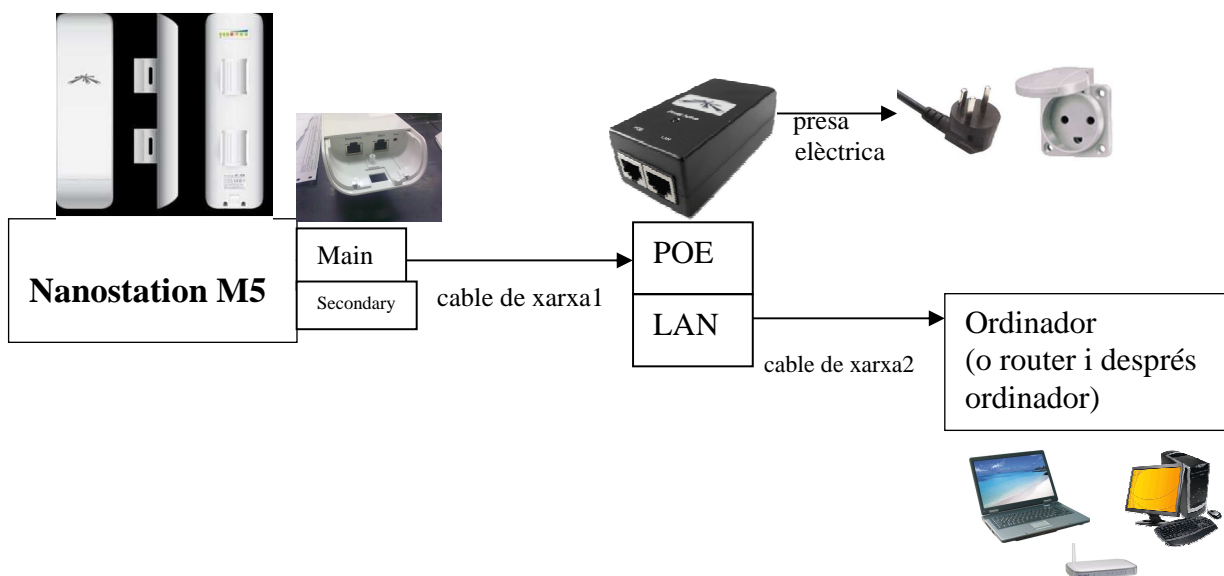 presa
elèctrica
Nanostation M5
Main
Secondary
cable de xarxa1
POE
LAN
cable de xarxa2
Ordinador
(o router i després
ordinador)